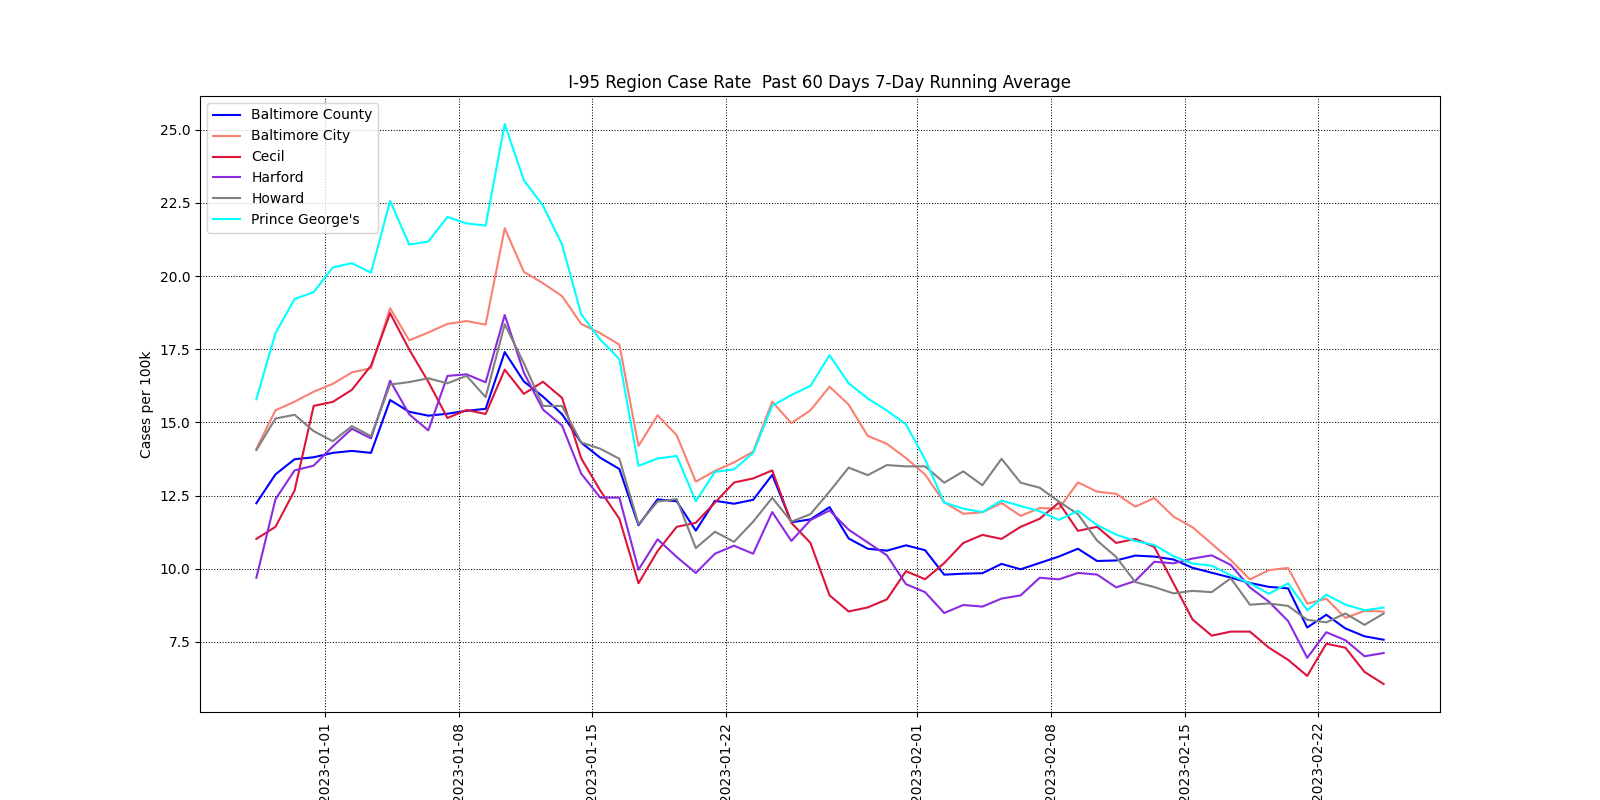 I-95 Region Case Rate  Past 60 Days 7-Day Running Average
Baltimore County
Baltimore City
Cecil
Harford
Howard
Prince George's
Cases per 100k
25.0
22.5
20.0
17.5
15.0
12.5
10.0
7.5
2023-01-01
2023-01-08
2023-01-15
2023-01-22
2023-02-01
2023-02-08
2023-02-15
2023-02-22